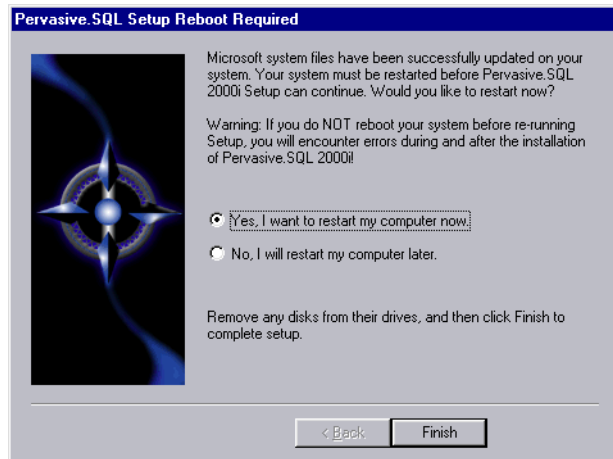 Pervasive.SQL Setup Reboot Required
Microsoft system files have been successfully updated on your
system. Your system must be restarted before Pervasive.SQL
2000i Setup can continue. Would you like to restart now?
Warning: If you do NOT reboot your system before re-running
Setup, you will encounter errors during and after the installation
of Pervasive.SQL 2000i!
Yes, I want to restart my computer now.
No, I will restart my computer later.
Remove any disks from their drives, and then click Finish to
complete setup.
< Back
Finish